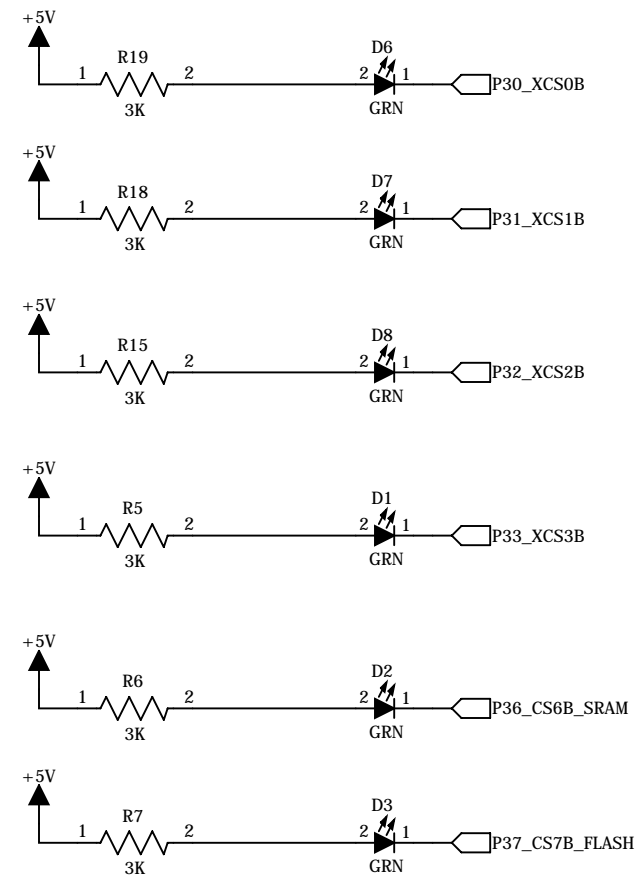 +5V
R19
D6
1
2
2
1
P30_XCS0B
3K
GRN
+5V
R18
D7
1
2
2
1
P31_XCS1B
3K
GRN
+5V
R15
D8
1
2
2
1
P32_XCS2B
3K
GRN
+5V
R5
D1
1
2
2
1
P33_XCS3B
3K
GRN
+5V
R6
D2
1
2
2
1
P36_CS6B_SRAM
3K
GRN
+5V
R7
D3
1
2
2
1
P37_CS7B_FLASH
3K
GRN